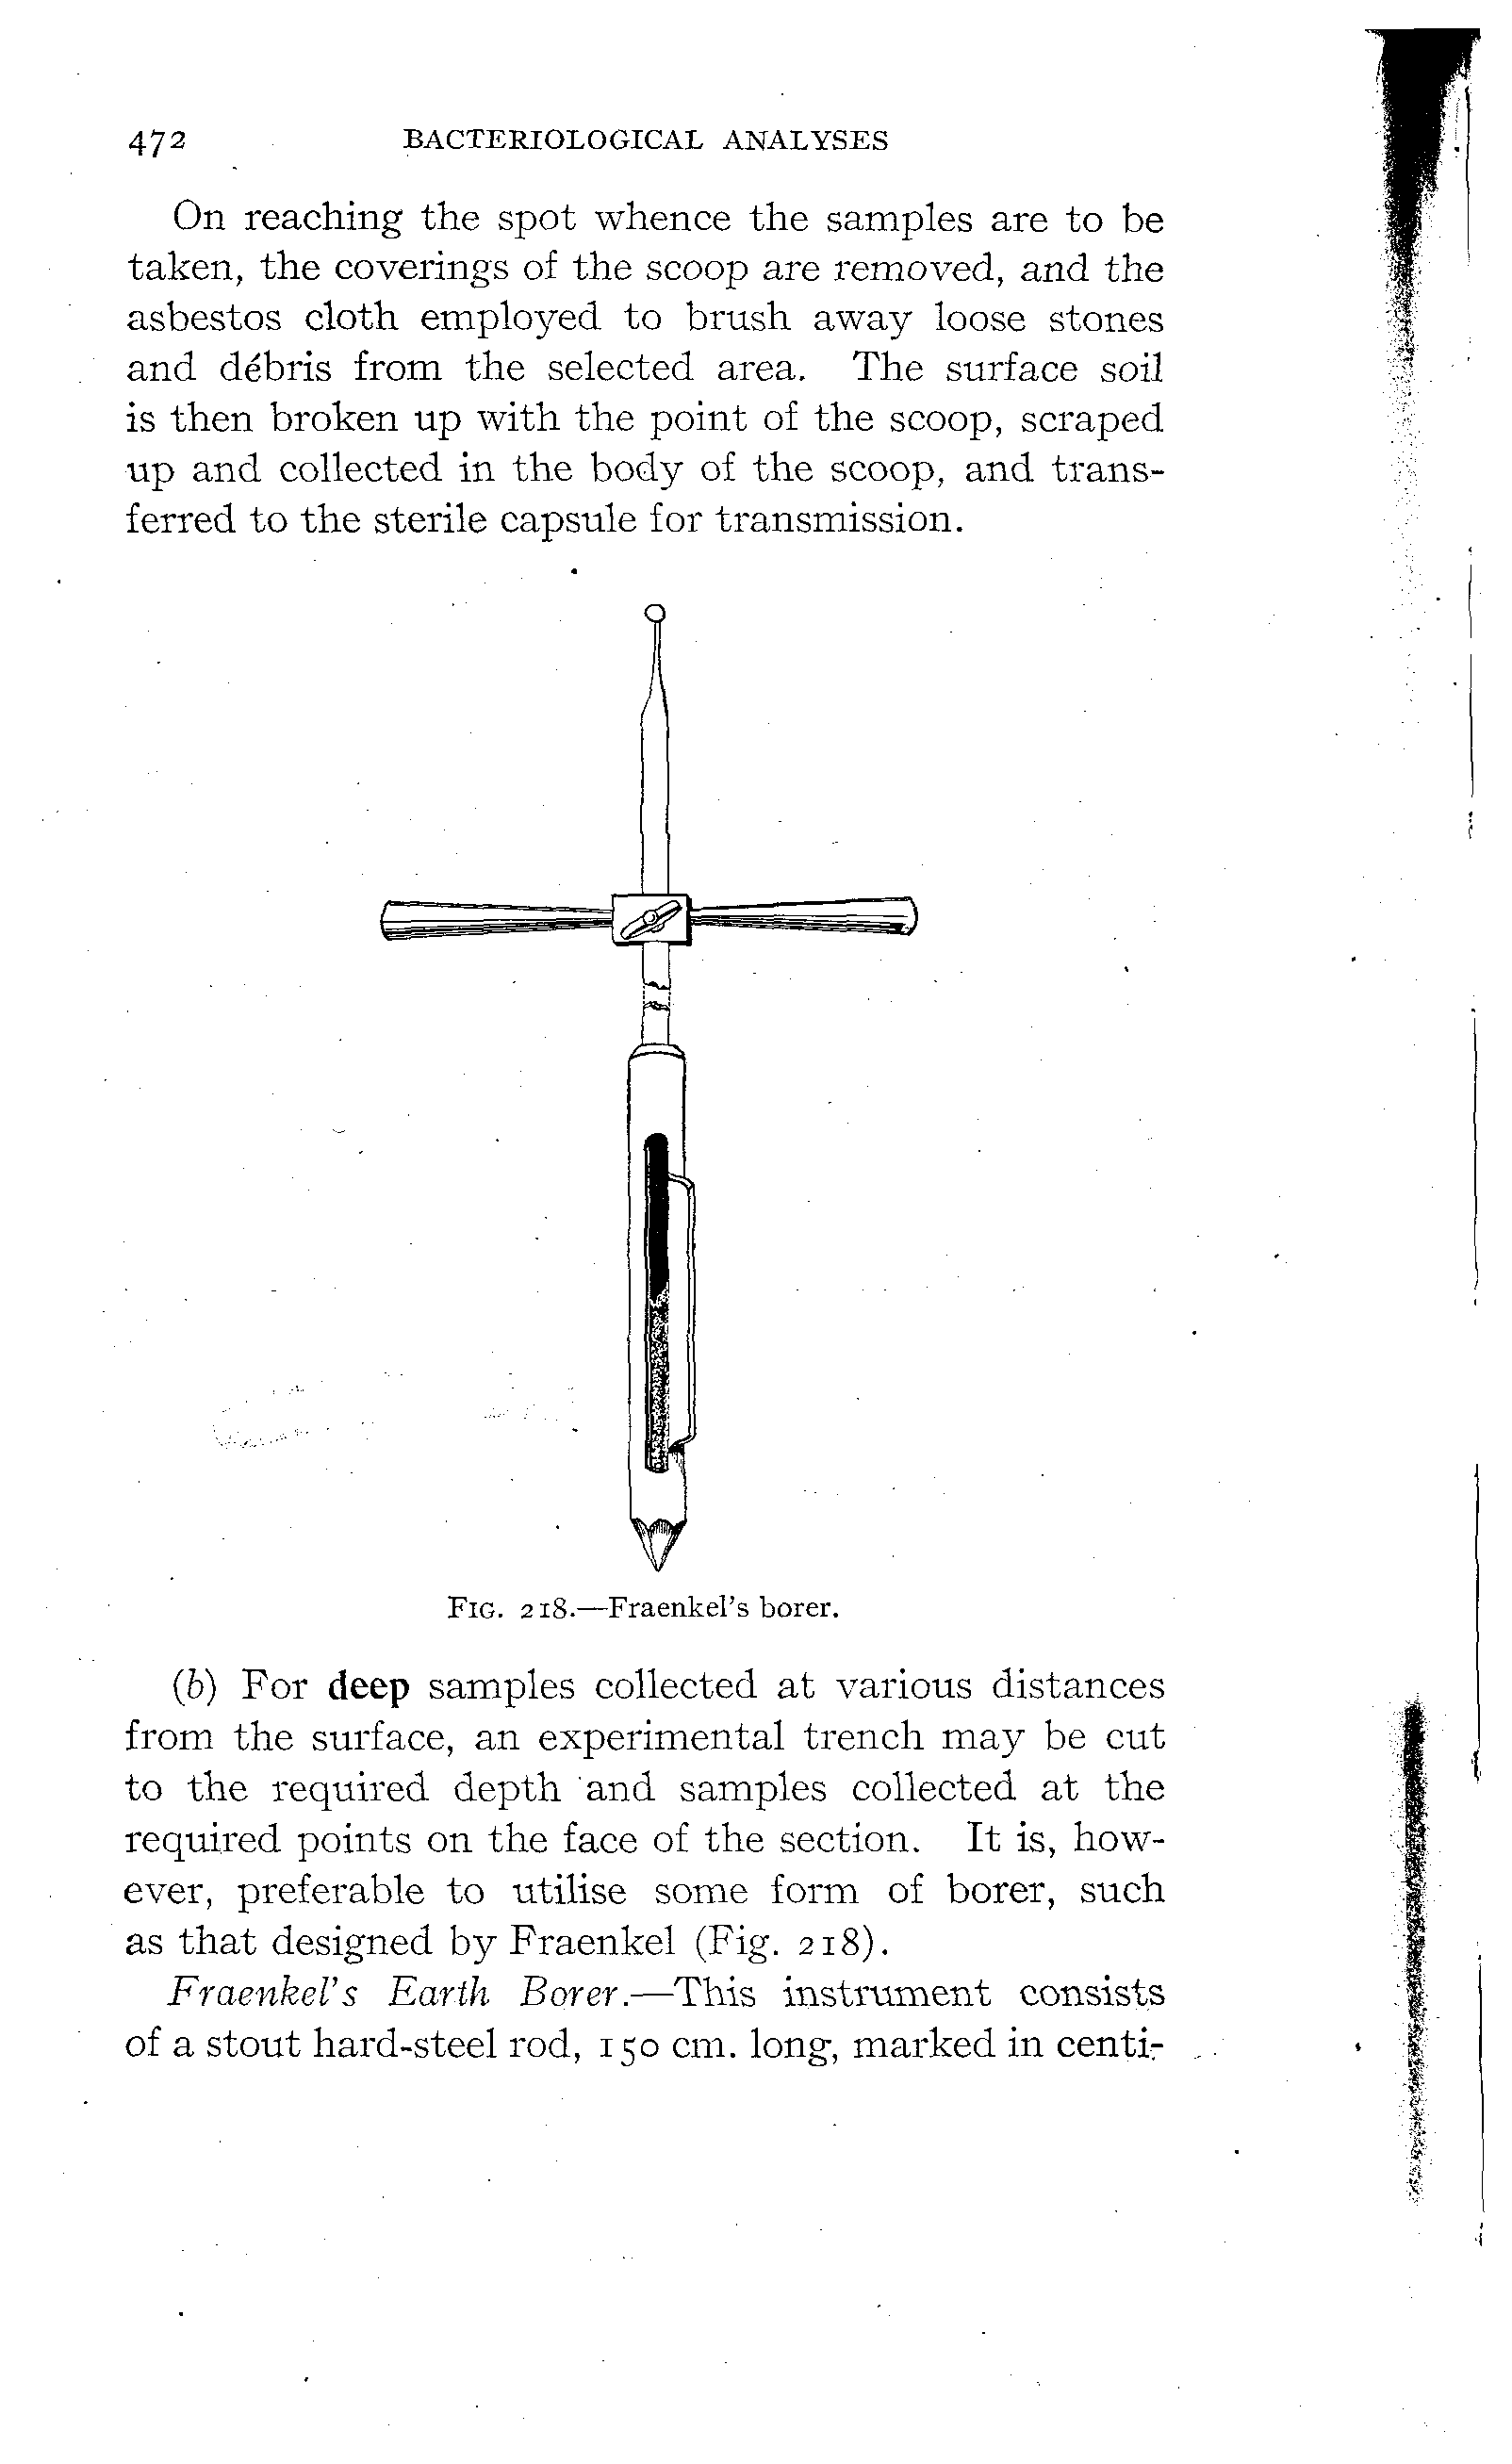 472 BACTERIOLOGICAL ANALYSES
On reaching the spot whence the samples are to be
taken, the coverings of the scoop are removed, and the
asbestos cloth employed to brush away loose stones
and débris from the selected area. The surface soil
is then broken up with the point of the scoop, scraped
up and collected in the body of the scoop, and trans-
ferred to the sterile capsule for transmission.
FIG. 218.—Fraenkel's borer.
(b) For deep samples collected at various distances
from the surface, an experimental trench may be cut
to the required depth and samples collected at the
required points on the face of the section. It is, how-
ever, preferable to utilise some form of borer, such
as that designed by Fraenkel (Fig. 218).
Fraenkel's Earth Borer.—This instrument consists
of a stout hard-steel rod, 150 cm. long, marked in centi-